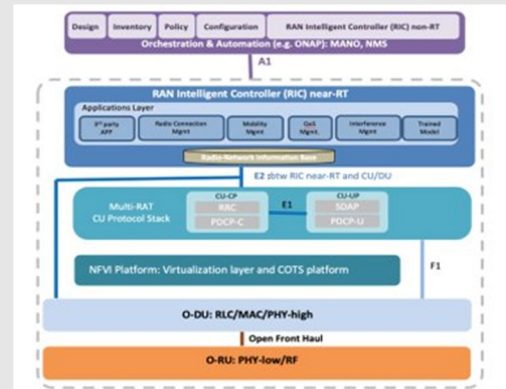 Design
Inventory
Policy
Configuration
RAN Intelligent Controller (RIC) non-RT
Orchestration & Automation (e.g. ONAP): MANO, NMS
A1
RAN Intelligent Controller (RIC) near-RT
Applications Layer
3rd party
APP
Radio Connection
Mgmt
Mobility
Mgmt
QoS
Mgmt.
Interference
Mgmt
Trained
Model
Radio-Network Information Base
E2 :btw RIC near-RT and CU/DU
Multi-RAT
CU Protocol Stack
CU-CP
RRC
PDCP-C
E1
CU-UP
SDAP
PDCP-U
NFVI Platform: Virtualization layer and COTS platform
F1
O-DU: RLC/MAC/PHY-high
Open Front Haul
O-RU: PHY-low/RF